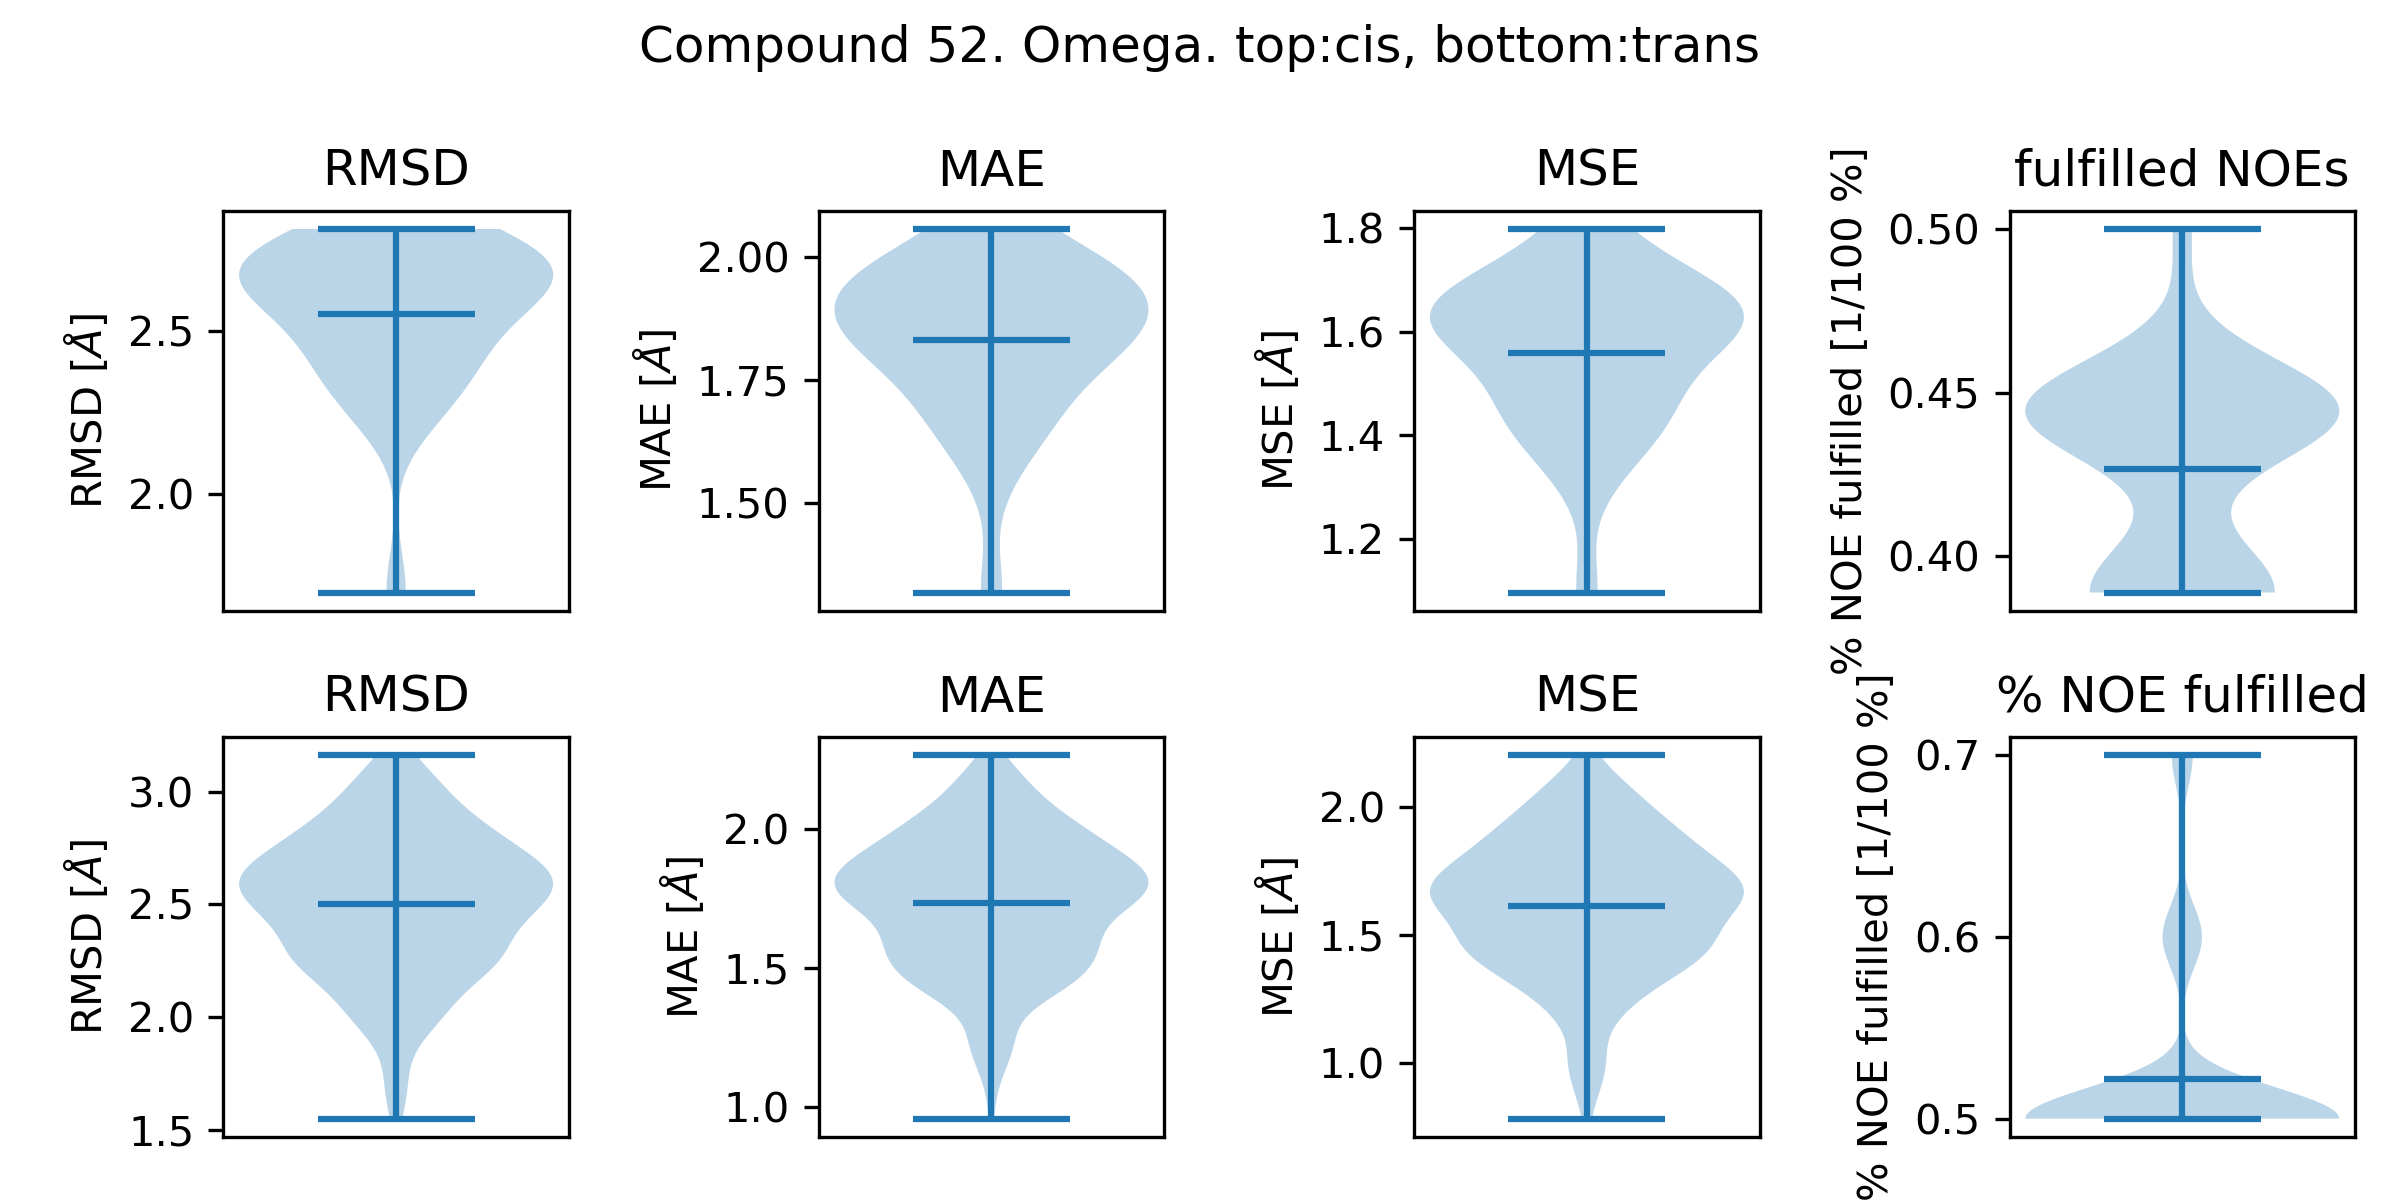 Compound 52. Omega. top:cis, bottom:trans
RMSD
RMSD [Å]
2.5
2.0
MAE
MAE [Å]
2.00
1.75
1.50
MSE
MSE [Å]
1.8
1.6
1.4
1.2
fulfilled NOEs
% NOE fulfilled [1/100 %]
0.50
0.45
0.40
RMSD
RMSD [Å]
3.0
2.5
2.0
1.5
MAE
MAE [Å]
2.0
1.5
1.0
MSE
MSE [Å]
2.0
1.5
1.0
% NOE fulfilled
% NOE fulfilled [1/100 %]
0.7
0.6
0.5